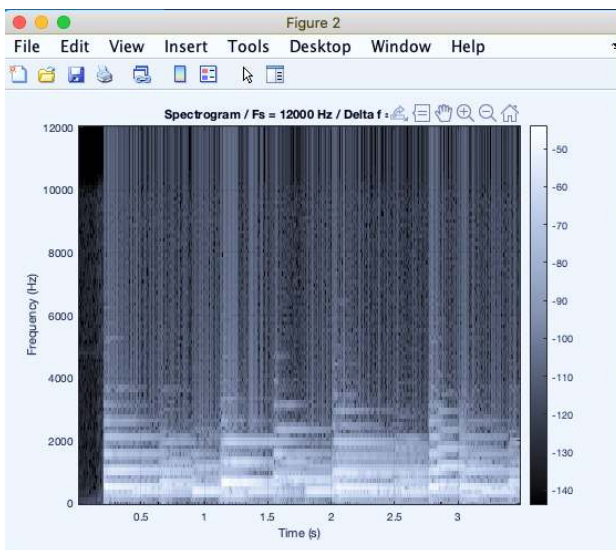 Figure 2
File Edit View Insert Tools Desktop Window Help
Spectrogram / Fs = 12000 Hz / Delta f :
12000
10000
8000
6000
4000
2000
0
Frequency (Hz)
0.5 1 1.5 2 2.5 3
Time (s)
-50
-60
-70
-80
-90
-100
-110
-120
-130
-140